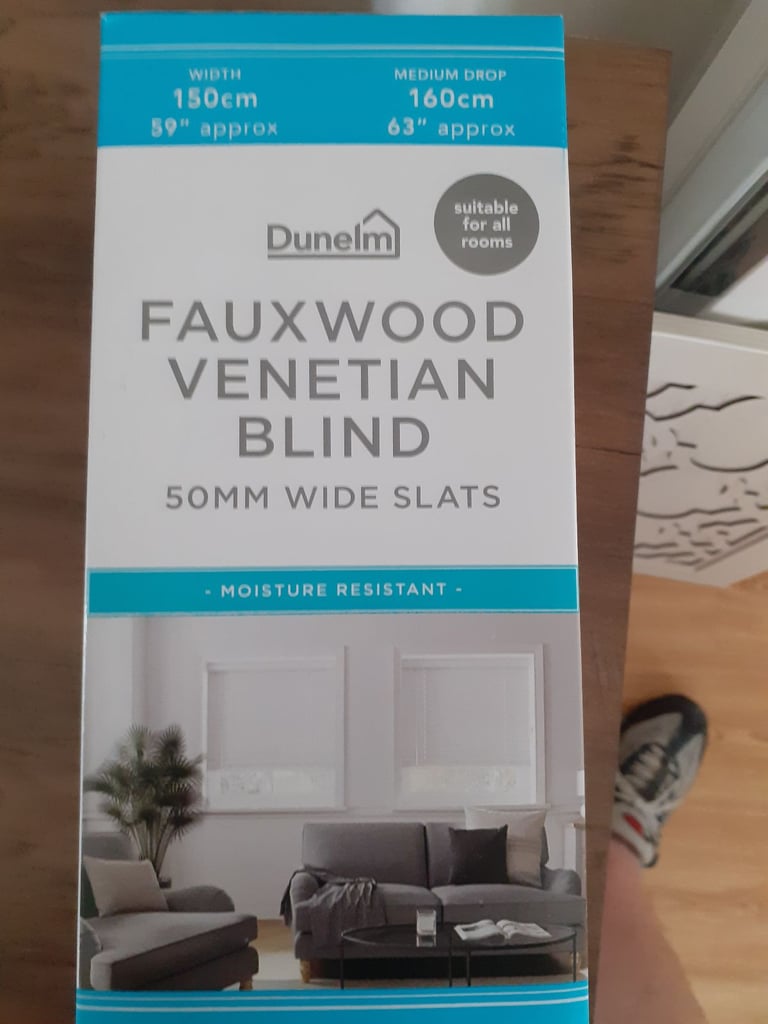 WIDTH
150cm
59" approx
MEDIUM DROP
160cm
63" approx
Dunelm
suitable
for all
rooms
FAUXWOOD
VENETIAN
BLIND
50MM WIDE SLATS
- MOISTURE RESISTANT -